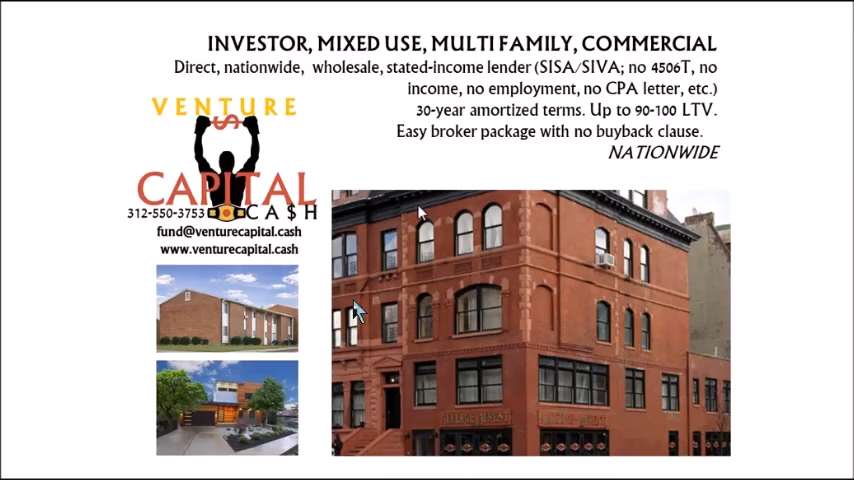 INVESTOR, MIXED USE, MULTI FAMILY, COMMERCIAL
Direct, nationwide, wholesale, stated-income lender (SISA/SIVA; no 4506T, no
income, no employment, no CPA letter, etc.)
30-year amortized terms. Up to 90-100 LTV.
Easy broker package with no buyback clause.
NATIONWIDE
VENTURE
CAPITAL
312-550-3753 CA$H
fund@venturecapital.cash
www.venturecapital.cash